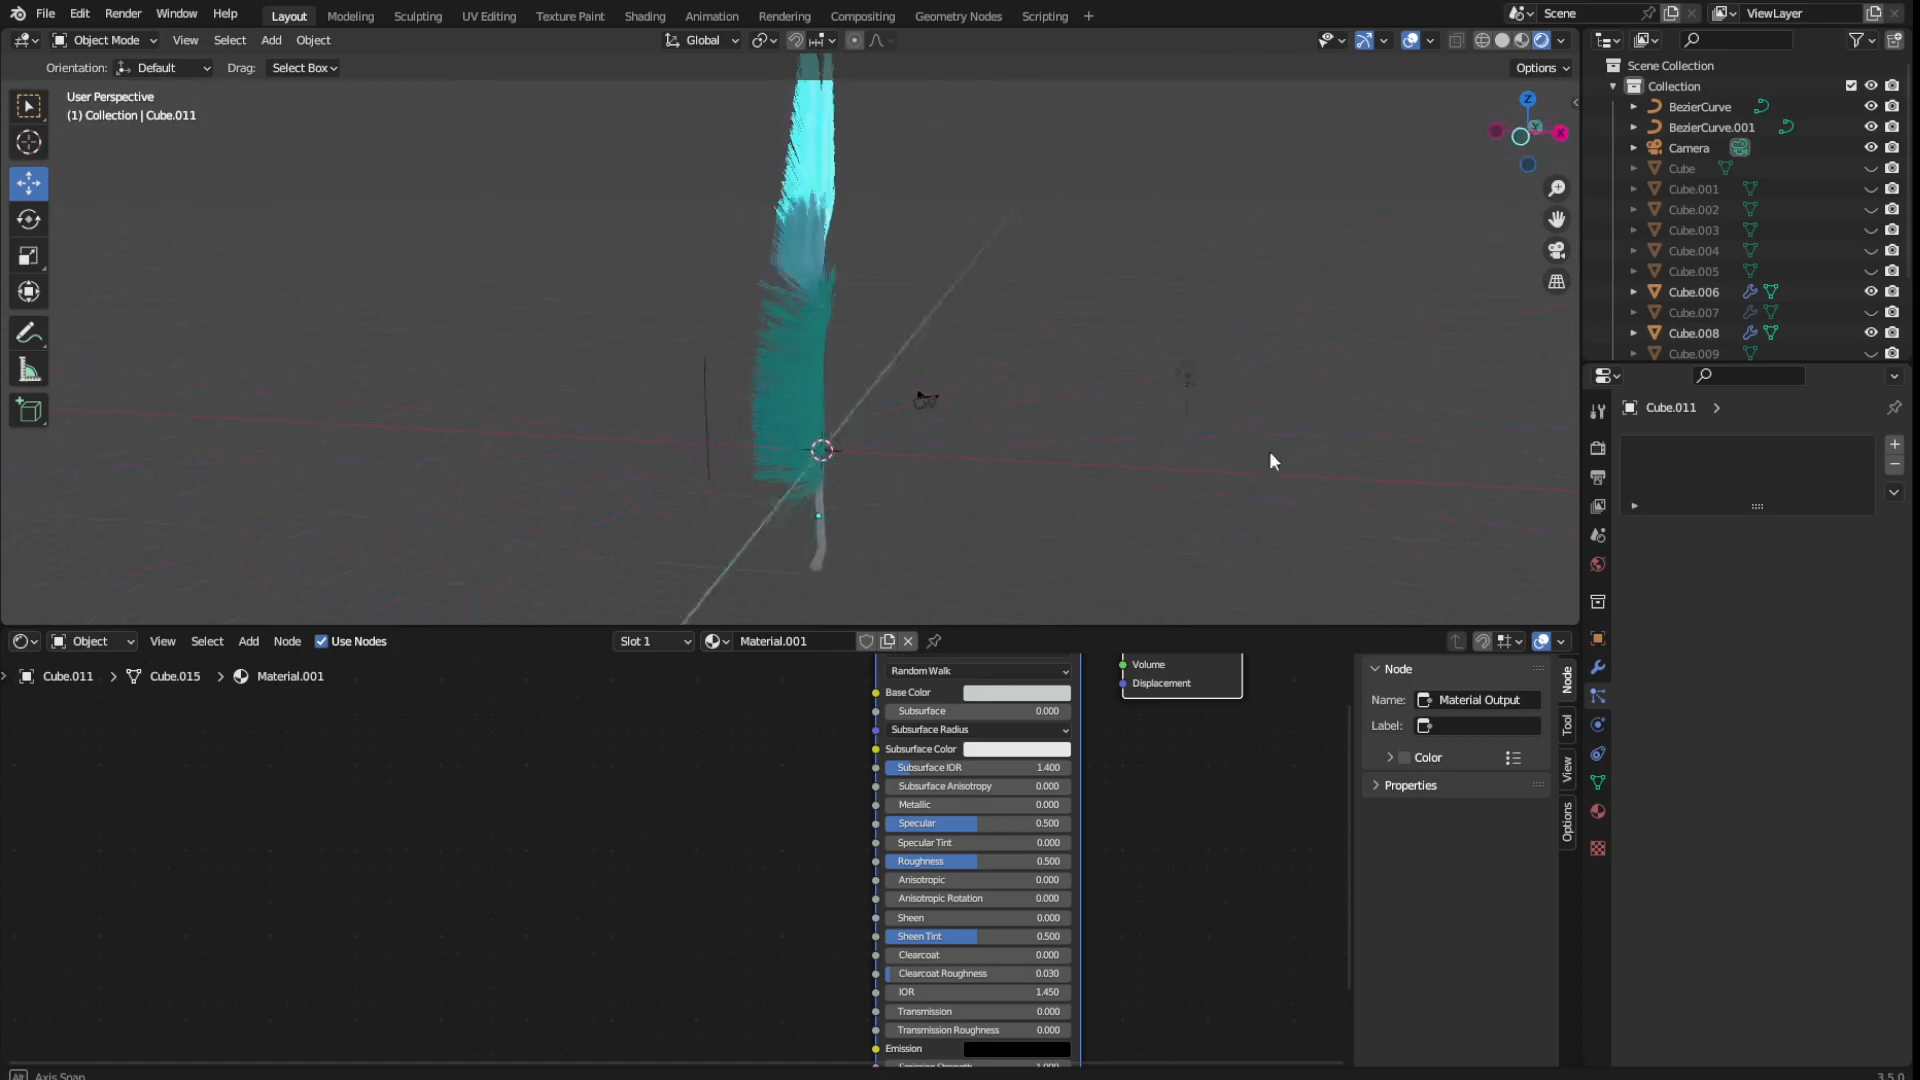 File Edit Render Window Help Layout Modeling Sculpting UV Editing Texture Paint Shading Animation Rendering Compositing Geometry Nodes Scripting + Scene ViewLayer
Object Mode View Select Add Object Global
Orientation: Default Drag: Select Box Options
User Perspective
(1) Collection | Cube.011
Z
X
Scene Collection
Collection
BezierCurve
BezierCurve.001
Camera
Cube
Cube.001
Cube.002
Cube.003
Cube.004
Cube.005
Cube.006
Cube.007
Cube.008
Cube.009
Cube.011
Object View Select Add Node Use Nodes Slot 1 Material.001
Cube.011 > Cube.015 > Material.001
Random Walk
Base Color
Subsurface 0.000
Subsurface Radius
Subsurface Color
Subsurface IOR 1.400
Subsurface Anisotropy 0.000
Metallic 0.000
Specular 0.500
Specular Tint 0.000
Roughness 0.500
Anisotropic 0.000
Anisotropic Rotation 0.000
Sheen 0.000
Sheen Tint 0.500
Clearcoat 0.000
Clearcoat Roughness 0.030
IOR 1.450
Transmission 0.000
Transmission Roughness 0.000
Emission
Volume
Displacement
Node
Name: Material Output
Label:
Color
Properties
Node
Tool
View
Options
Alt Axis Snap
3.5.0